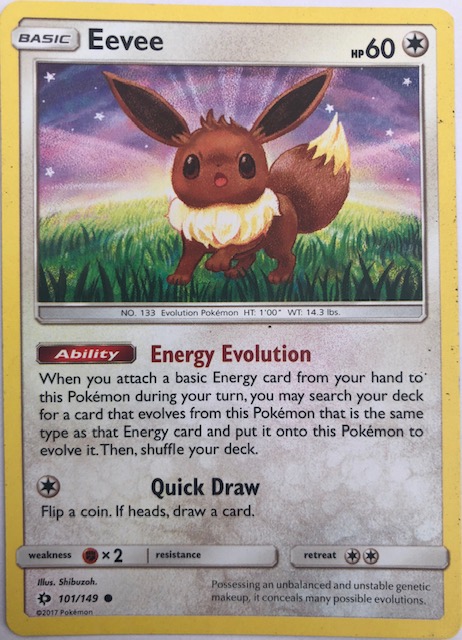 BASIC Eevee HP 60
NO. 133 Evolution Pokémon HT: 1'00" WT: 14.3 lbs.
Ability Energy Evolution
When you attach a basic Energy card from your hand to
this Pokémon during your turn, you may search your deck
for a card that evolves from this Pokémon that is the same
type as that Energy card and put it onto this Pokémon to
evolve it. Then, shuffle your deck.
Quick Draw
Flip a coin. If heads, draw a card.
weakness ×2 resistance retreat
Illus. Shibuzoh.
101/149
©2017 Pokémon
Possessing an unbalanced and unstable genetic
makeup, it conceals many possible evolutions.